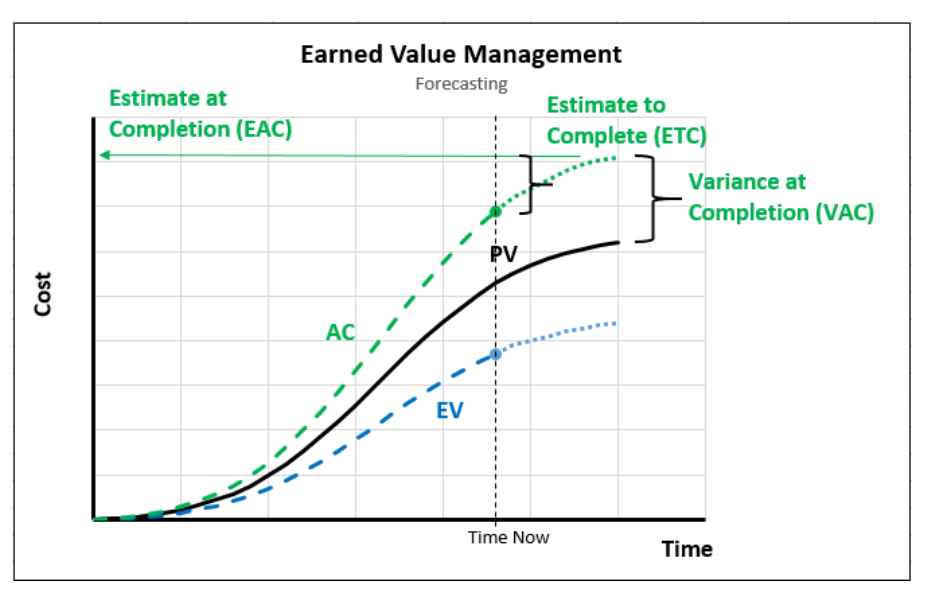 Earned Value Management
Forecasting
Estimate at
Completion (EAC)
Estimate to
Complete (ETC)
Variance at
Completion (VAC)
PV
AC
EV
Cost
Time Now
Time